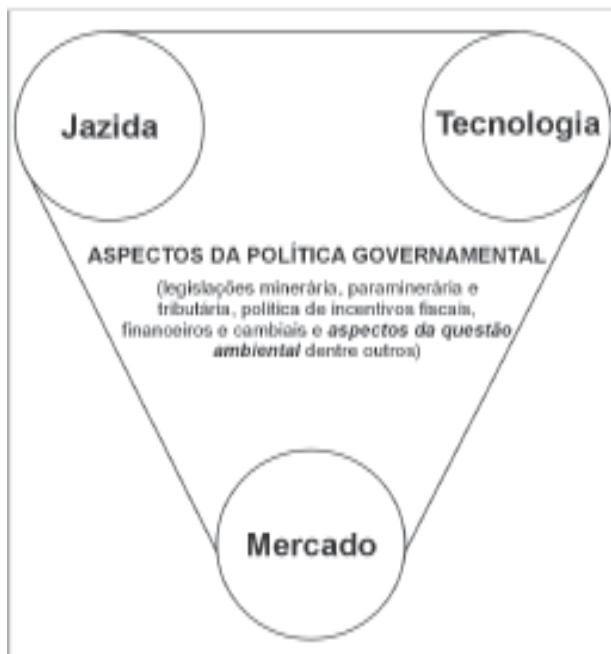 Jazida
Tecnologia
ASPECTOS DA POLÍTICA GOVERNAMENTAL
(legislações minerária, paraminerária e
tributária, política de incentivos fiscais,
financeiros e cambiais e aspectos da questão
ambiental dentre outros)
Mercado